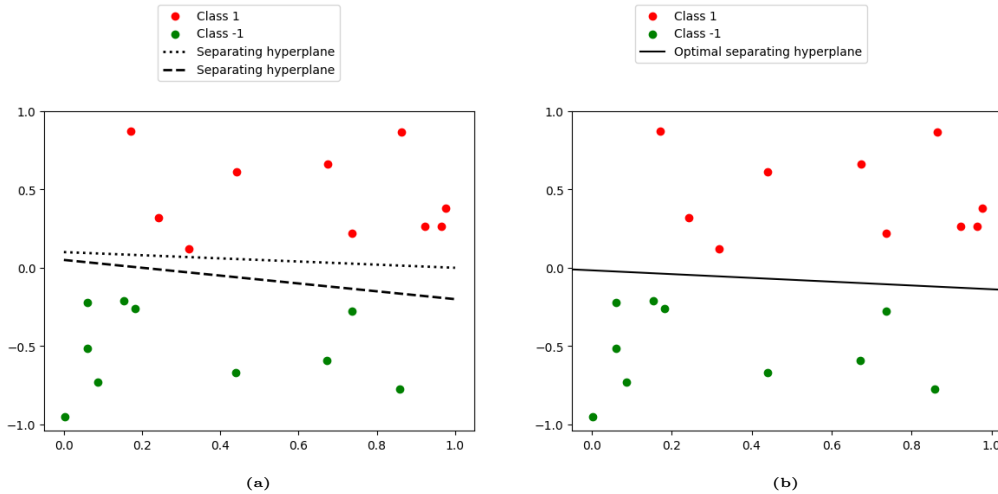 Class 1
Class -1
Separating hyperplane
Separating hyperplane
1.0
0.5
0.0
−0.5
−1.0
0.0 0.2 0.4 0.6 0.8 1.0
(a)
Class 1
Class -1
Optimal separating hyperplane
1.0
0.5
0.0
−0.5
−1.0
0.0 0.2 0.4 0.6 0.8 1.0
(b)